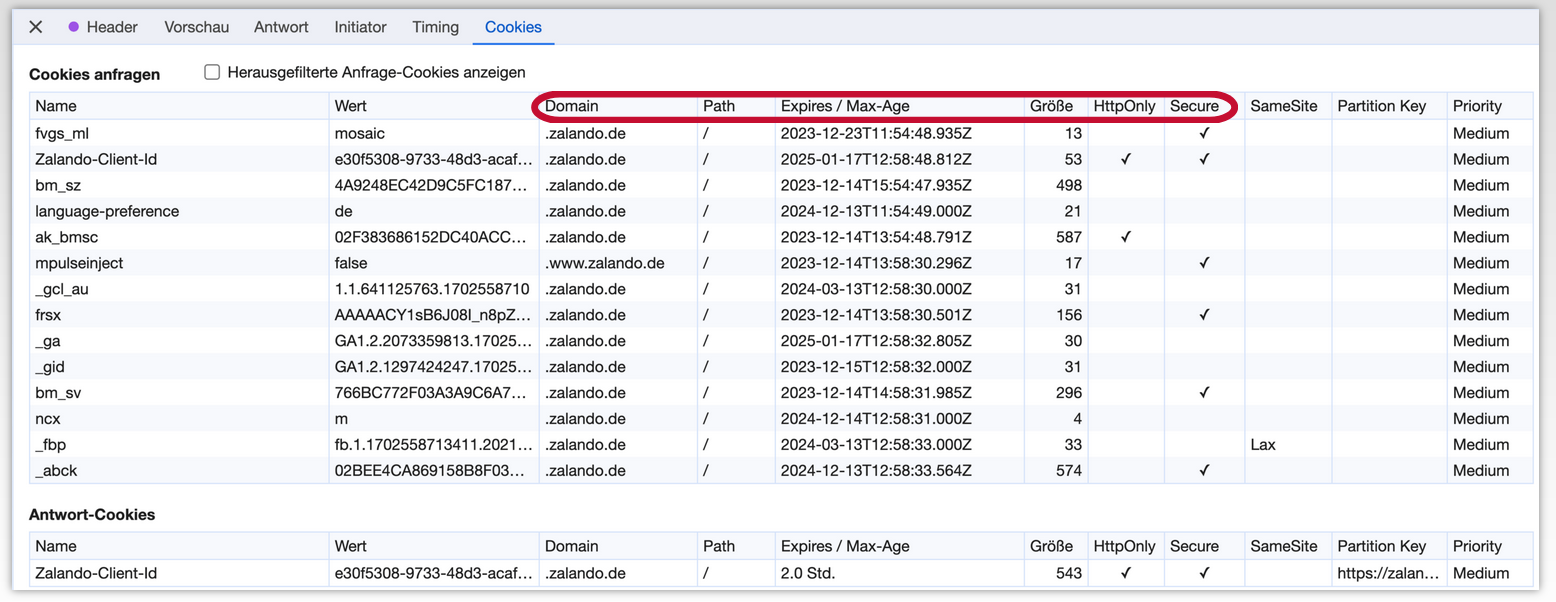 Header Vorschau Antwort Initiator Timing Cookies
Cookies anfragen Herausgefilterte Anfrage-Cookies anzeigen
Name Wert Domain Path Expires / Max-Age Größe HttpOnly Secure SameSite Partition Key Priority
fvgs_ml mosaic .zalando.de / 2023-12-23T11:54:48.935Z 13 ✓ Medium
Zalando-Client-Id e30f5308-9733-48d3-acaf... .zalando.de / 2025-01-17T12:58:48.812Z 53 ✓ ✓ Medium
bm_sz 4A9248EC42D9C5FC187... .zalando.de / 2023-12-14T15:54:47.935Z 498 Medium
language-preference de .zalando.de / 2024-12-13T11:54:49.000Z 21 Medium
ak_bmsc 02F383686152DC40ACC... .zalando.de / 2023-12-14T13:54:48.791Z 587 ✓ Medium
mpulseinject false .www.zalando.de / 2023-12-14T13:58:30.296Z 17 ✓ Medium
_gcl_au 1.1.641125763.1702558710 .zalando.de / 2024-03-13T12:58:30.000Z 31 Medium
frsx AAAAACY1sB6J08I_n8pZ... .zalando.de / 2023-12-14T13:58:30.501Z 156 ✓ Medium
_ga GA1.2.2073359813.17025... .zalando.de / 2025-01-17T12:58:32.805Z 30 Medium
_gid GA1.2.1297424247.17025... .zalando.de / 2023-12-15T12:58:32.000Z 31 Medium
bm_sv 766BC772F03A3A9C6A7... .zalando.de / 2023-12-14T14:58:31.985Z 296 ✓ Medium
ncx m .zalando.de / 2024-12-14T12:58:31.000Z 4 Medium
_fbp fb.1.1702558713411.2021... .zalando.de / 2024-03-13T12:58:33.000Z 33 Lax Medium
_abck 02BEE4CA869158B8F03... .zalando.de / 2024-12-13T12:58:33.564Z 574 ✓ Medium
Antwort-Cookies
Name Wert Domain Path Expires / Max-Age Größe HttpOnly Secure SameSite Partition Key Priority
Zalando-Client-Id e30f5308-9733-48d3-acaf... .zalando.de / 2.0 Std. 543 ✓ ✓ https://zalan... Medium